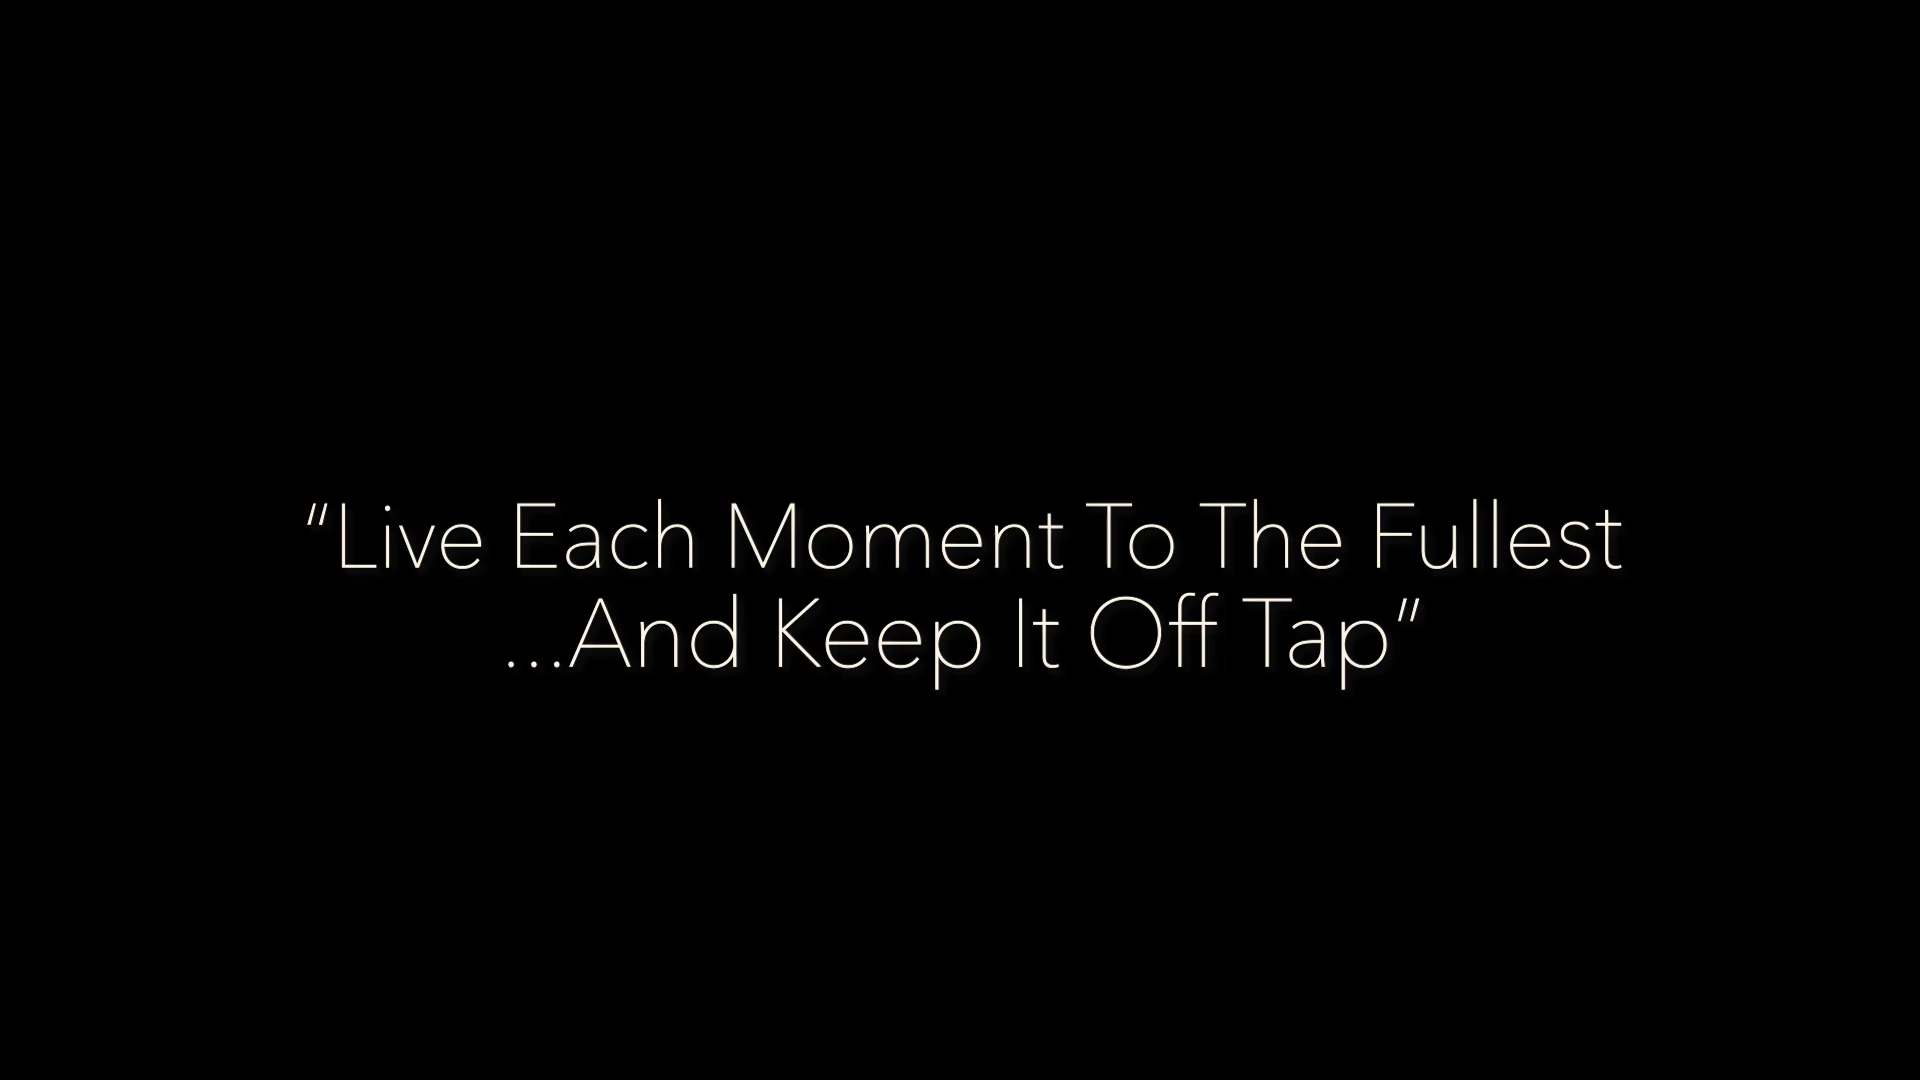 “Live Each Moment To The Fullest
...And Keep It Off Tap”